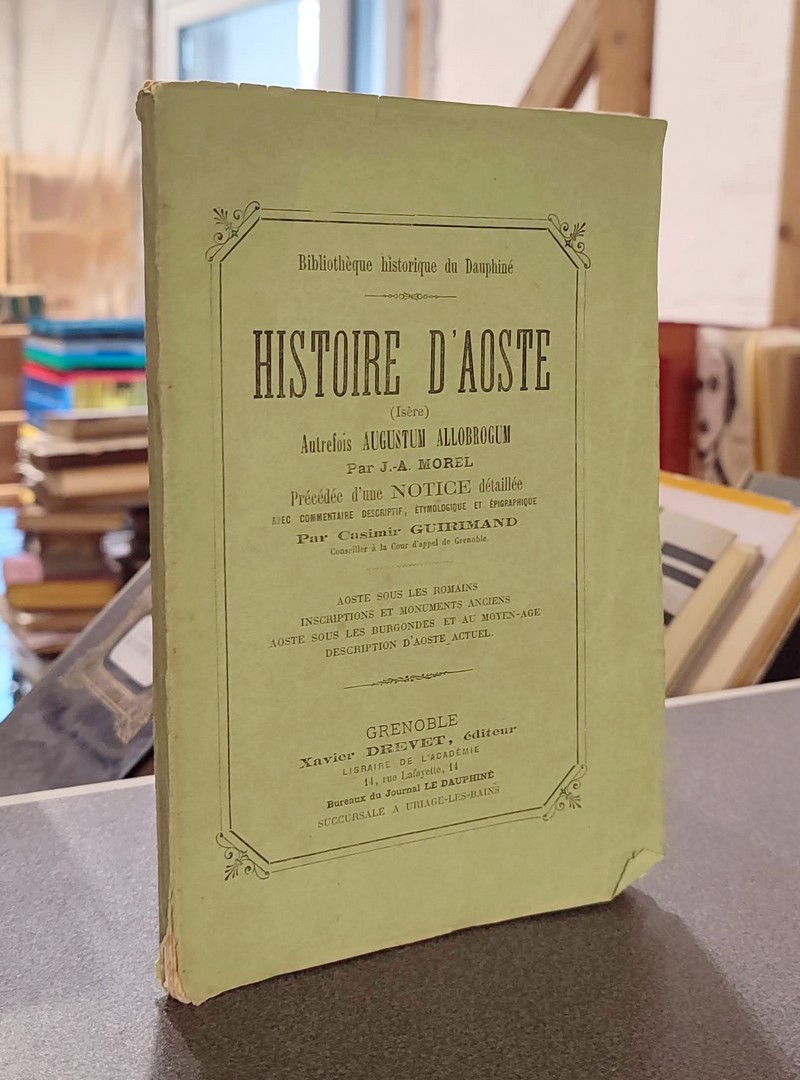 Bibliothèque historique du Dauphiné
HISTOIRE D'AOSTE
(Isère)
Autrefois AUGUSTUM ALLOBROGUM
Par J.-A. MOREL
Précédée d'une NOTICE détaillée
AVEC COMMENTAIRE DESCRIPTIF, ÉTYMOLOGIQUE ET ÉPIGRAPHIQUE
Par Casimir GUIRIMAND
Conseiller à la Cour d'appel de Grenoble.
AOSTE SOUS LES ROMAINS
INSCRIPTIONS ET MONUMENTS ANCIENS
AOSTE SOUS LES BURGONDES ET AU MOYEN-AGE
DESCRIPTION D'AOSTE ACTUEL.
GRENOBLE
Xavier DREVET, éditeur
LIBRAIRE DE L'ACADÉMIE
14, rue Lafayette, 14
Bureaux du Journal LE DAUPHINÉ
SUCCURSALE A URIAGE-LES-BAINS